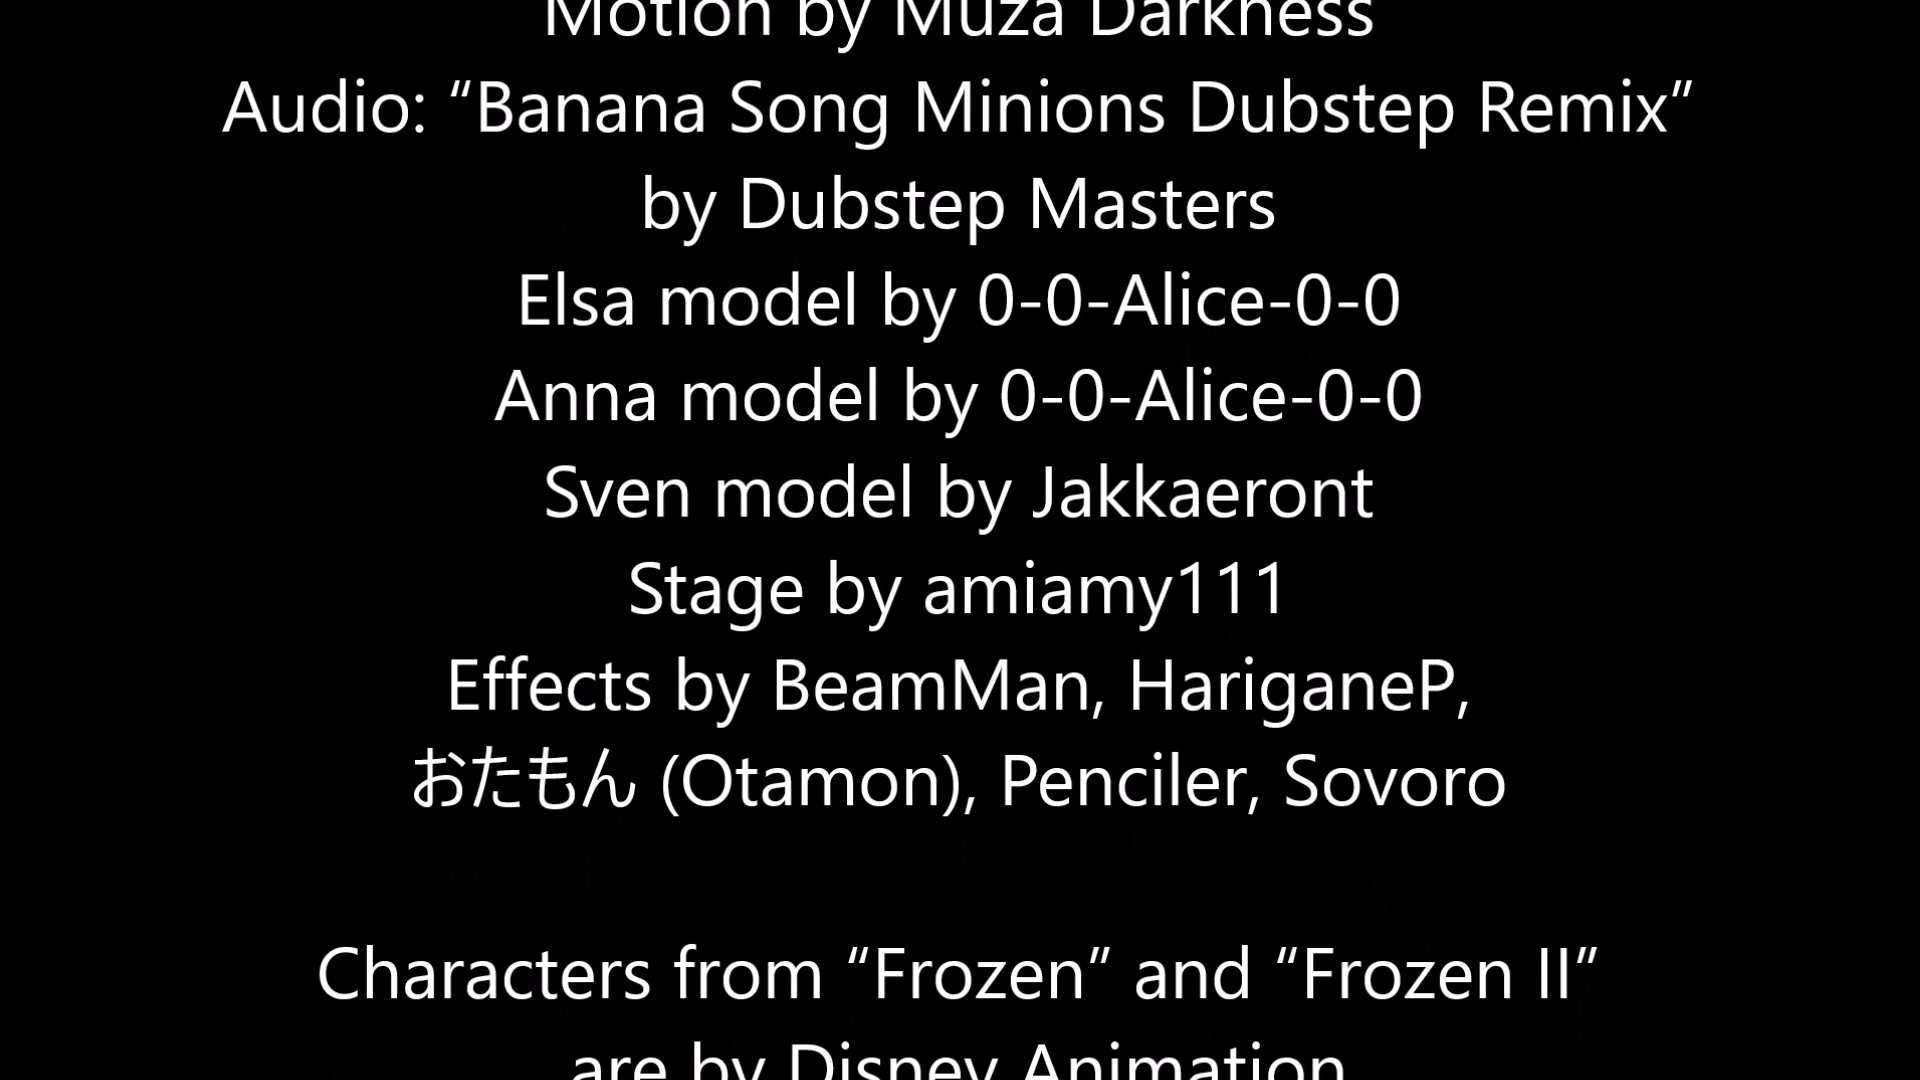 Motion by Muza Darkness
Audio: “Banana Song Minions Dubstep Remix”
by Dubstep Masters
Elsa model by 0-0-Alice-0-0
Anna model by 0-0-Alice-0-0
Sven model by Jakkaeront
Stage by amiamy111
Effects by BeamMan, HariganeP,
おたもん (Otamon), Penciler, Sovoro
Characters from “Frozen” and “Frozen II”
are by Disney Animation